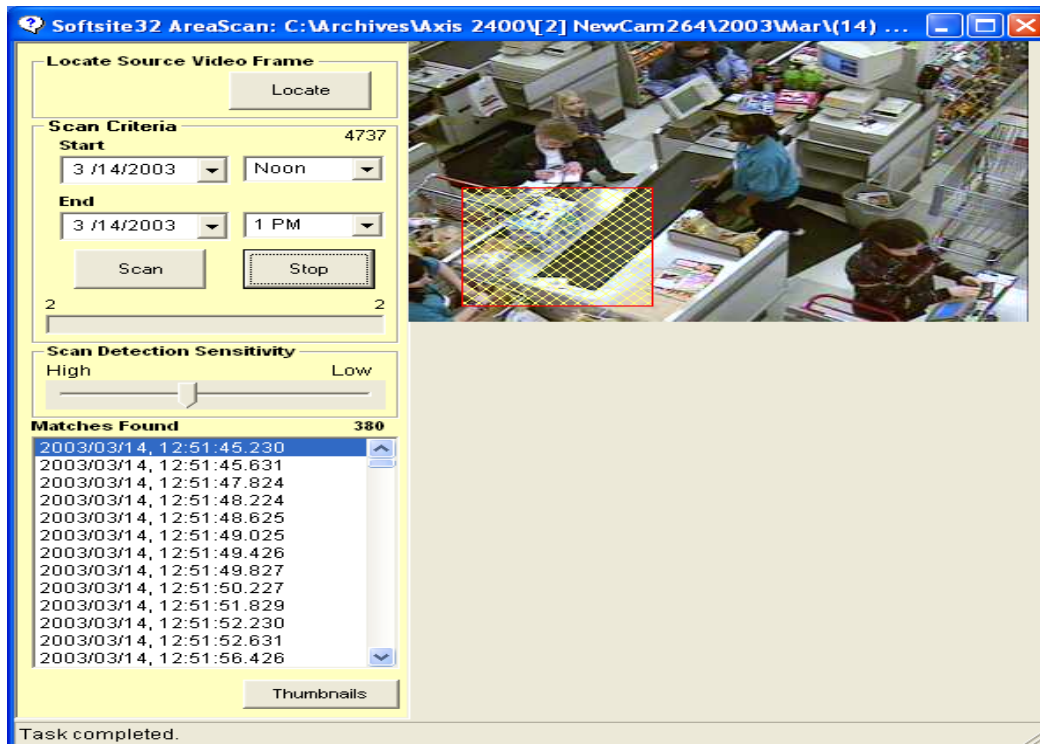 Softsite32 AreaScan: C:\Archives\Axis 2400\[2] NewCam264\2003\Mar\(14) ...
Locate Source Video Frame
Locate
Scan Criteria
4737
Start
3 /14/2003
Noon
End
3 /14/2003
1 PM
Scan
Stop
2
2
Scan Detection Sensitivity
High
Low
Matches Found
380
2003/03/14, 12:51:45.230
2003/03/14, 12:51:45.631
2003/03/14, 12:51:47.824
2003/03/14, 12:51:48.224
2003/03/14, 12:51:48.625
2003/03/14, 12:51:49.025
2003/03/14, 12:51:49.426
2003/03/14, 12:51:49.827
2003/03/14, 12:51:50.227
2003/03/14, 12:51:51.829
2003/03/14, 12:51:52.230
2003/03/14, 12:51:52.631
2003/03/14, 12:51:56.426
Thumbnails
Task completed.